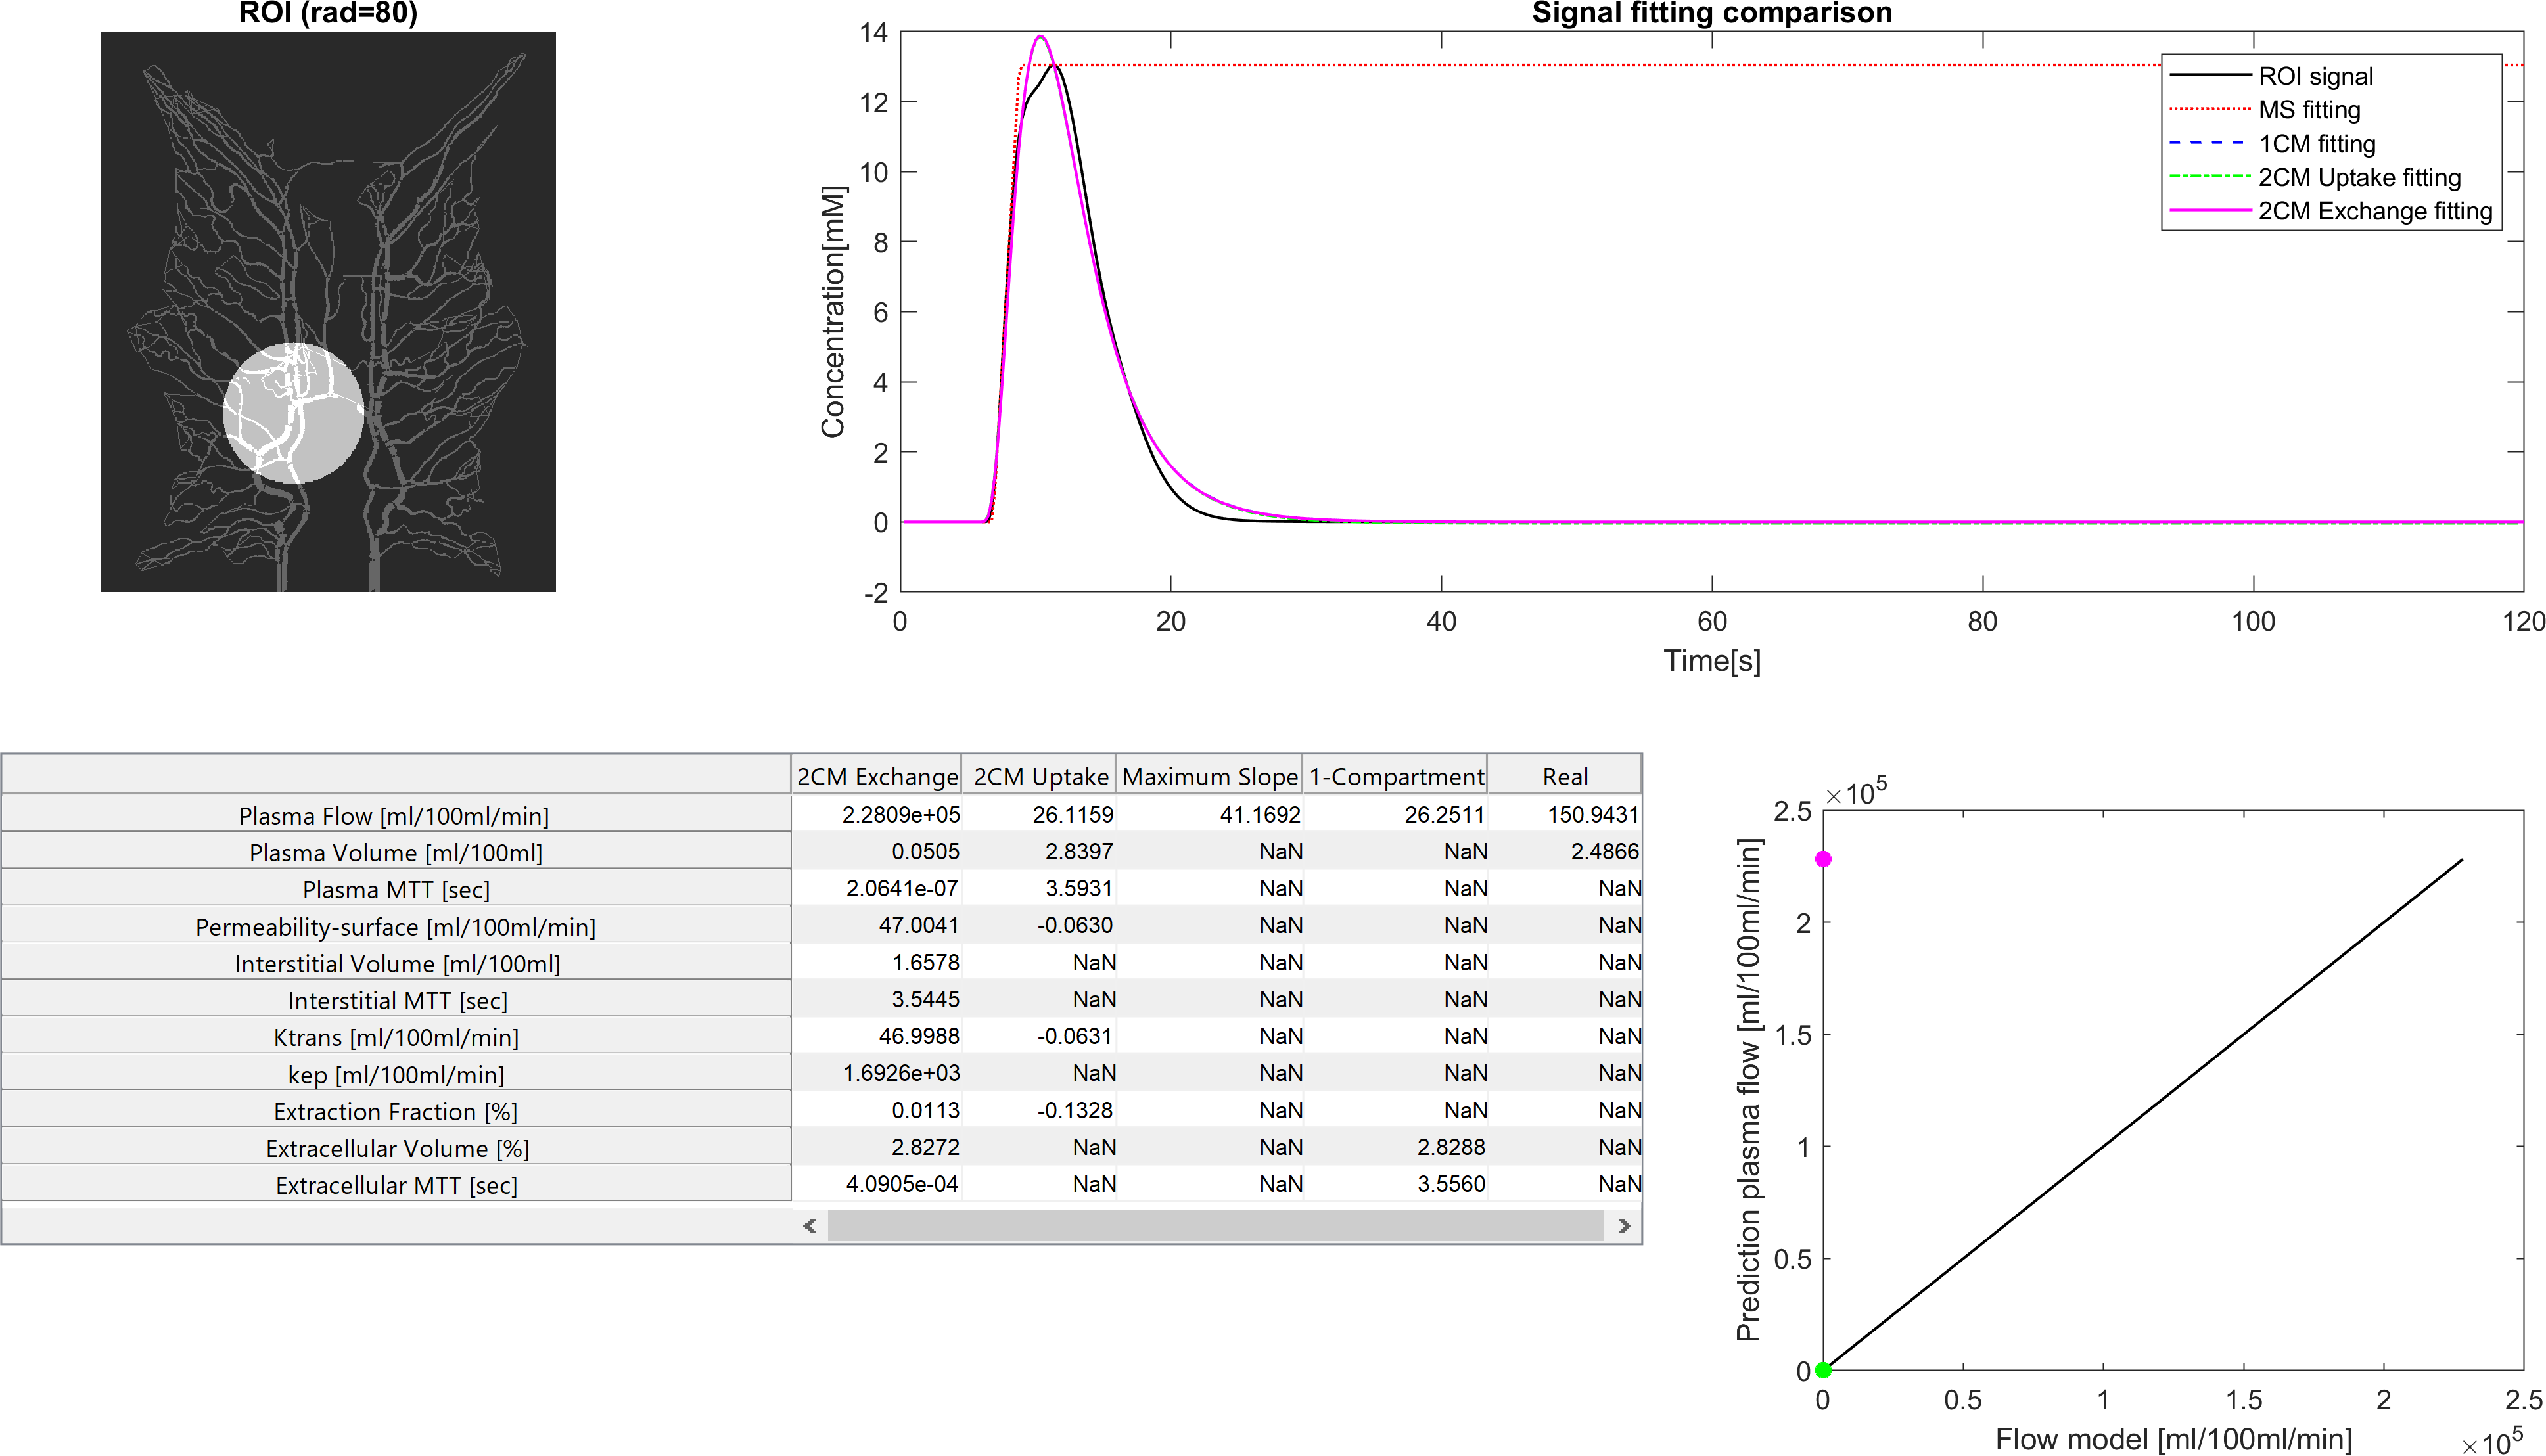 ROI (rad=80)
Signal fitting comparison
14
12
10
8
6
4
2
0
-2
Concentration[mM]
0 20 40 60 80 100 120
Time[s]
ROI signal
MS fitting
1CM fitting
2CM Uptake fitting
2CM Exchange fitting
2CM Exchange 2CM Uptake Maximum Slope 1-Compartment Real
Plasma Flow [ml/100ml/min] 2.2809e+05 26.1159 41.1692 26.2511 150.9431
Plasma Volume [ml/100ml] 0.0505 2.8397 NaN NaN 2.4866
Plasma MTT [sec] 2.0641e-07 3.5931 NaN NaN NaN
Permeability-surface [ml/100ml/min] 47.0041 -0.0630 NaN NaN NaN
Interstitial Volume [ml/100ml] 1.6578 NaN NaN NaN NaN
Interstitial MTT [sec] 3.5445 NaN NaN NaN NaN
Ktrans [ml/100ml/min] 46.9988 -0.0631 NaN NaN NaN
kep [ml/100ml/min] 1.6926e+03 NaN NaN NaN NaN
Extraction Fraction [%] 0.0113 -0.1328 NaN NaN NaN
Extracellular Volume [%] 2.8272 NaN NaN 2.8288 NaN
Extracellular MTT [sec] 4.0905e-04 NaN NaN 3.5560 NaN
×10⁵
2.5
2
1.5
1
0.5
0
Prediction plasma flow [ml/100ml/min]
0 0.5 1 1.5 2 2.5
Flow model [ml/100ml/min]
×10⁵